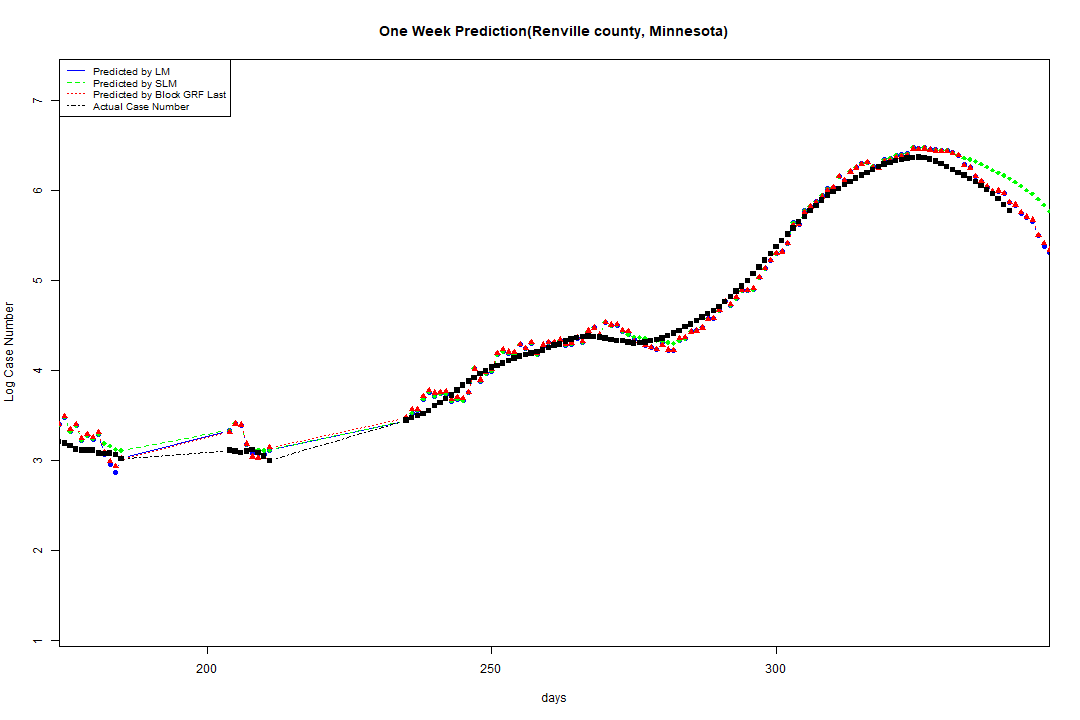 One Week Prediction(Renville county, Minnesota)
Predicted by LM
Predicted by SLM
Predicted by Block GRF Last
Actual Case Number
Log Case Number
7
6
5
4
3
2
1
200
250
300
days